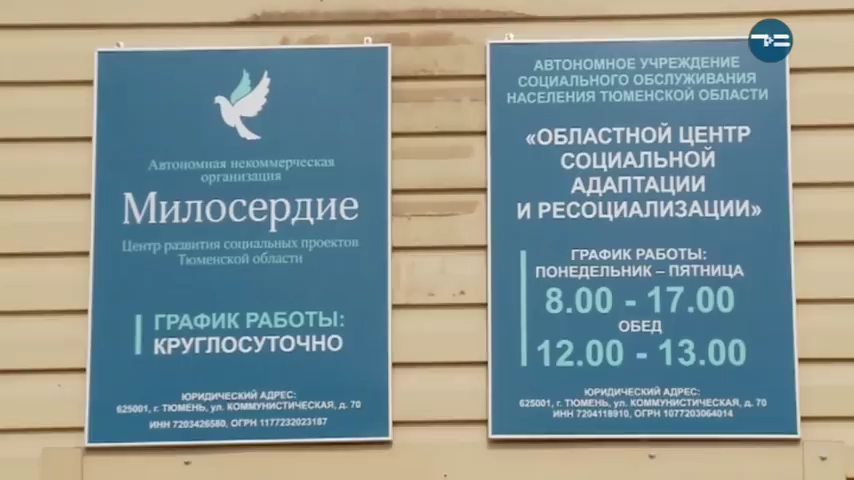 Автономная некоммерческая
организация
Милосердие
Центр развития социальных проектов
Тюменской области
ГРАФИК РАБОТЫ:
КРУГЛОСУТОЧНО
ЮРИДИЧЕСКИЙ АДРЕС:
625001, г. ТЮМЕНЬ, ул. КОММУНИСТИЧЕСКАЯ, д. 70
ИНН 7203426580, ОГРН 1177232023187
АВТОНОМНОЕ УЧРЕЖДЕНИЕ
СОЦИАЛЬНОГО ОБСЛУЖИВАНИЯ
НАСЕЛЕНИЯ ТЮМЕНСКОЙ ОБЛАСТИ
«ОБЛАСТНОЙ ЦЕНТР
СОЦИАЛЬНОЙ
АДАПТАЦИИ
И РЕСОЦИАЛИЗАЦИИ»
ГРАФИК РАБОТЫ:
ПОНЕДЕЛЬНИК – ПЯТНИЦА
8.00 - 17.00
ОБЕД
12.00 - 13.00
ЮРИДИЧЕСКИЙ АДРЕС:
625001, г. ТЮМЕНЬ, ул. КОММУНИСТИЧЕСКАЯ, д. 70
ИНН 7204118910, ОГРН 1077203064014